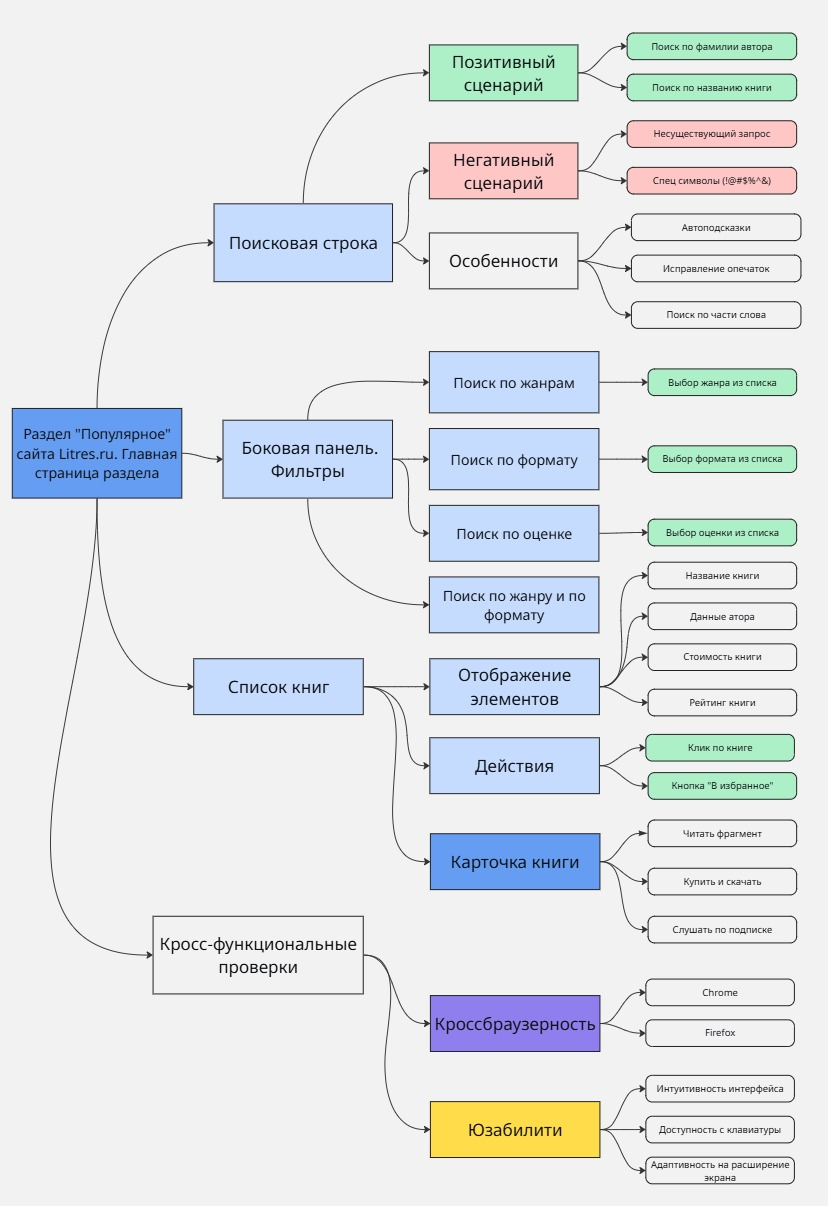 Позитивный
сценарий
Поиск по фамилии автора
Поиск по названию книги
Негативный
сценарий
Несуществующий запрос
Спец символы (!@#$%^&)
Поисковая строка
Особенности
Автоподсказки
Исправление опечаток
Поиск по части слова
Раздел "Популярное"
сайта Litres.ru. Главная
страница раздела
Боковая панель.
Фильтры
Поиск по жанрам
Выбор жанра из списка
Поиск по формату
Выбор формата из списка
Поиск по оценке
Выбор оценки из списка
Поиск по жанру и по
формату
Список книг
Отображение
элементов
Название книги
Данные атора
Стоимость книги
Рейтинг книги
Действия
Клик по книге
Кнопка "В избранное"
Карточка книги
Читать фрагмент
Купить и скачать
Слушать по подписке
Кросс-функциональные
проверки
Кроссбраузерность
Chrome
Firefox
Юзабилити
Интуитивность интерфейса
Доступность с клавиатуры
Адаптивность на расширение
экрана